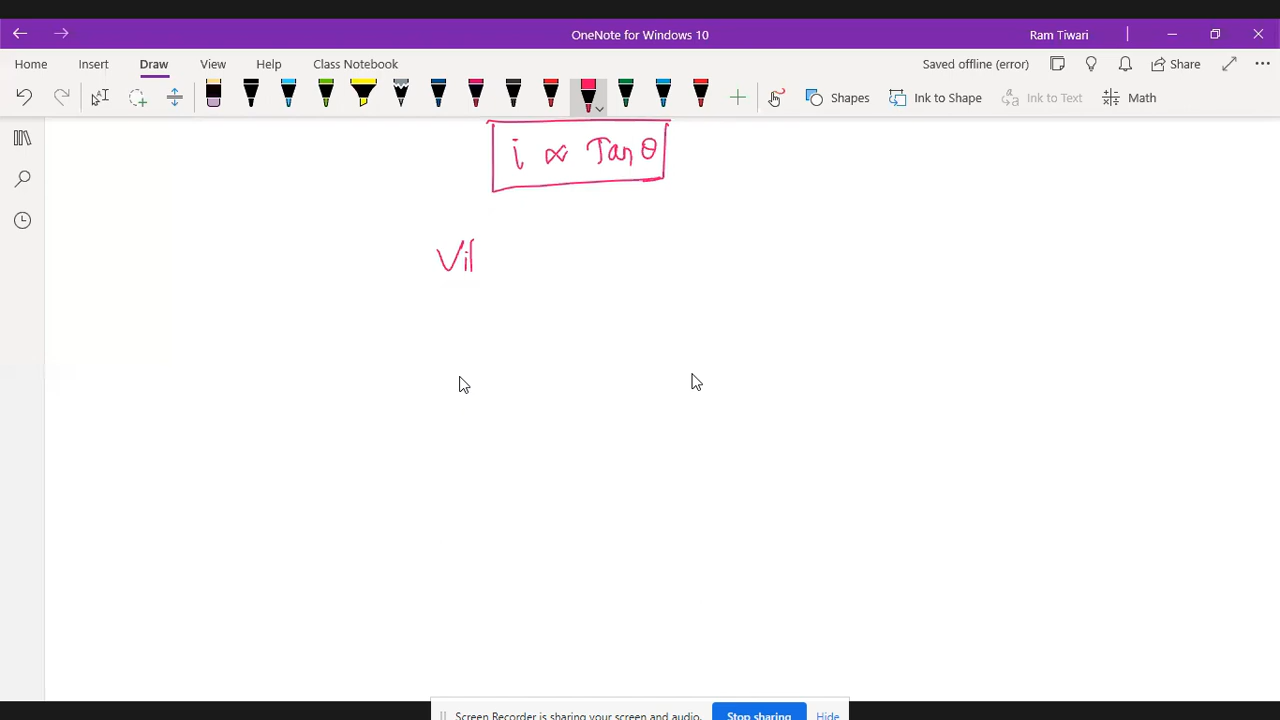 OneNote for Windows 10
Ram Tiwari
Home Insert Draw View Help Class Notebook
Saved offline (error) Share
Shapes Ink to Shape Ink to Text Math
i ∝ Tan θ
Vil
Screen Recorder is sharing your screen and audio. Stop sharing Hide